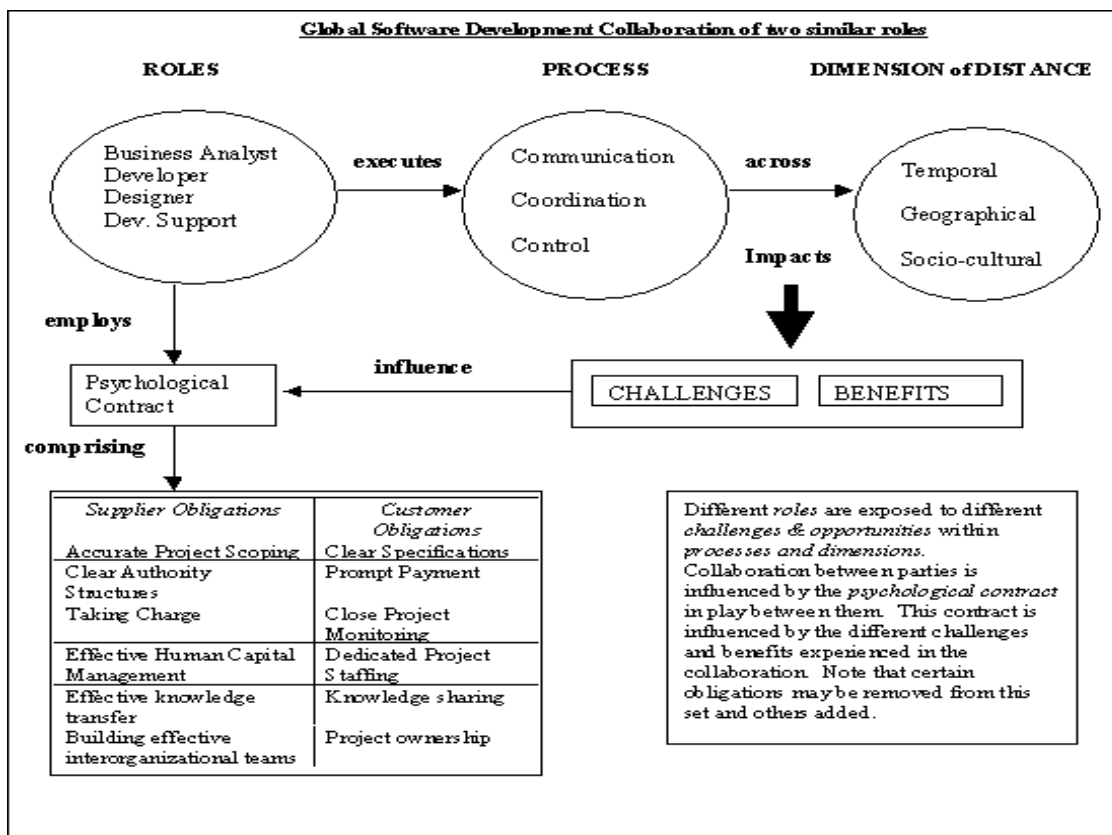 Global Software Development Collaboration of two similar roles
ROLES
PROCESS
DIMENSION of DISTANCE
Business Analyst
Developer
Designer
Dev. Support
executes
Communication
Coordination
Control
across
Temporal
Geographical
Socio-cultural
Impacts
employs
Psychological
Contract
influence
CHALLENGES
BENEFITS
comprising
Supplier Obligations
Customer
Obligations
Accurate Project Scoping
Clear Specifications
Clear Authority
Structures
Prompt Payment
Taking Charge
Close Project
Monitoring
Effective Human Capital
Management
Dedicated Project
Staffing
Effective knowledge
transfer
Knowledge sharing
Building effective
interorganizational teams
Project ownership
Different roles are exposed to different
challenges & opportunities within
processes and dimensions.
Collaboration between parties is
influenced by the psychological contract
in play between them. This contract is
influenced by the different challenges
and benefits experienced in the
collaboration. Note that certain
obligations may be removed from this
set and others added.